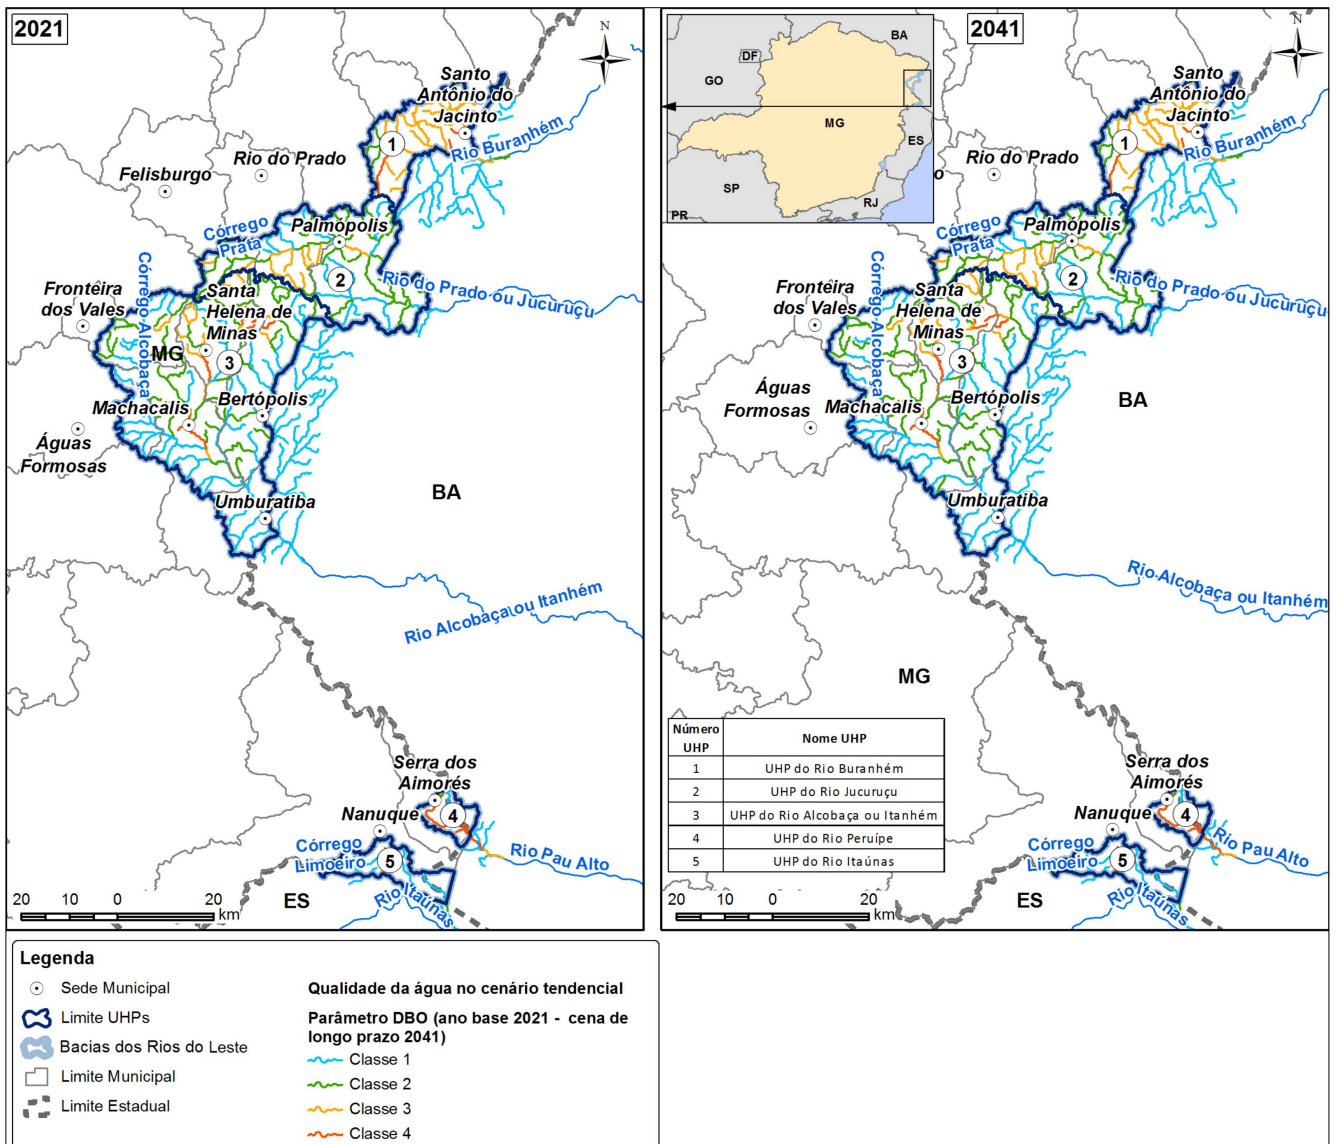 2021
N
Santo
Antônio do
Jacinto
1
Rio Buranhém
Rio do Prado
Felisburgo
Córrego
Prata
Palmópolis
2
Rio do Prado ou Jucuruçu
Fronteira
dos Vales
Córrego Alcobaça
Santa
Helena de
Minas
MG
3
Machacalis
Bertópolis
Águas
Formosas
BA
Umburatiba
Rio Alcobaça ou Itanhém
Serra dos
Aimorés
Nanuque
4
Córrego
Limoeiro
5
Rio Pau Alto
Rio Itaúnas
ES
20 10 0 20
km
2041
N
BA
DF
GO
MG
ES
SP
RJ
PR
Santo
Antônio do
Jacinto
1
Rio Buranhém
Rio do Prado
o
Córrego
Prata
Palmópolis
2
Rio do Prado ou Jucuruçu
Fronteira
dos Vales
Córrego Alcobaça
Santa
Helena de
Minas
3
Águas
Formosas
Machacalis
Bertópolis
BA
Umburatiba
Rio Alcobaça ou Itanhém
MG
Número UHP Nome UHP
1 UHP do Rio Buranhém
2 UHP do Rio Jucuruçu
3 UHP do Rio Alcobaça ou Itanhém
4 UHP do Rio Peruípe
5 UHP do Rio Itaúnas
Serra dos
Aimorés
Nanuque
4
Córrego
Limoeiro
5
Rio Pau Alto
Rio Itaúnas
ES
20 10 0 20
km
Legenda
Sede Municipal
Limite UHPs
Bacias dos Rios do Leste
Limite Municipal
Limite Estadual
Qualidade da água no cenário tendencial
Parâmetro DBO (ano base 2021 - cena de
longo prazo 2041)
Classe 1
Classe 2
Classe 3
Classe 4